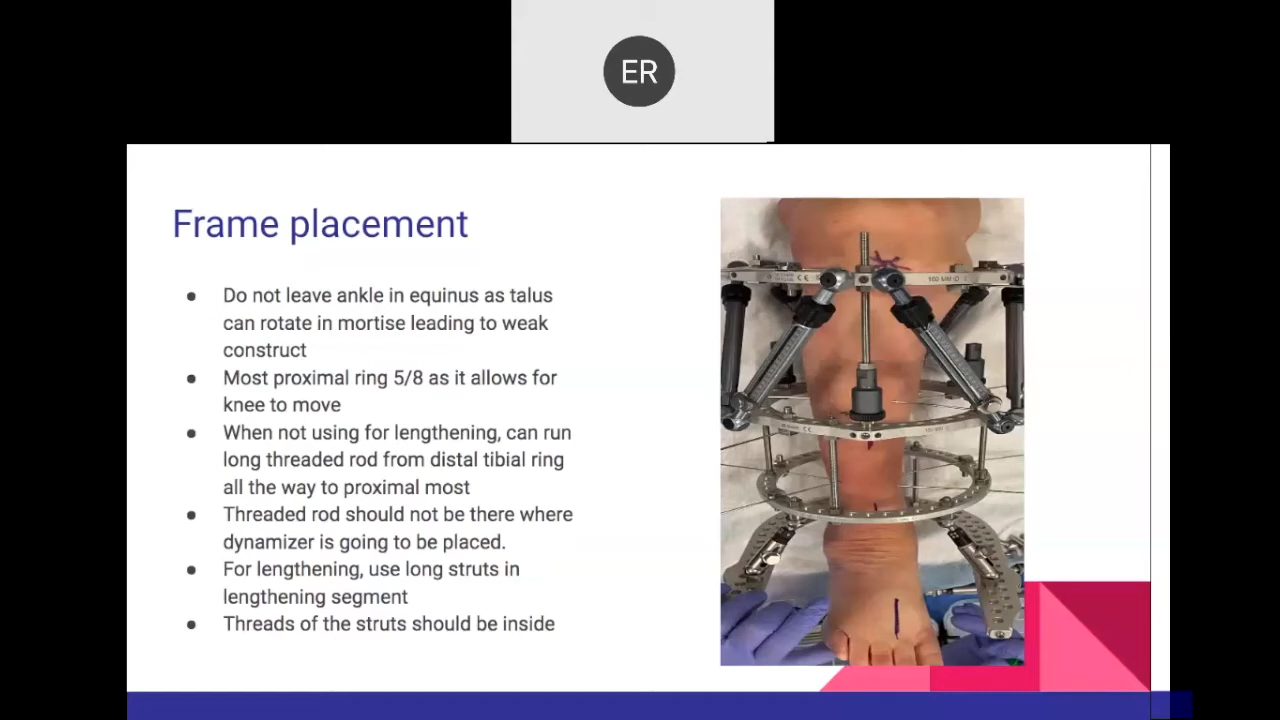 ER
Frame placement
● Do not leave ankle in equinus as talus
can rotate in mortise leading to weak
construct
● Most proximal ring 5/8 as it allows for
knee to move
● When not using for lengthening, can run
long threaded rod from distal tibial ring
all the way to proximal most
● Threaded rod should not be there where
dynamizer is going to be placed.
● For lengthening, use long struts in
lengthening segment
● Threads of the struts should be inside